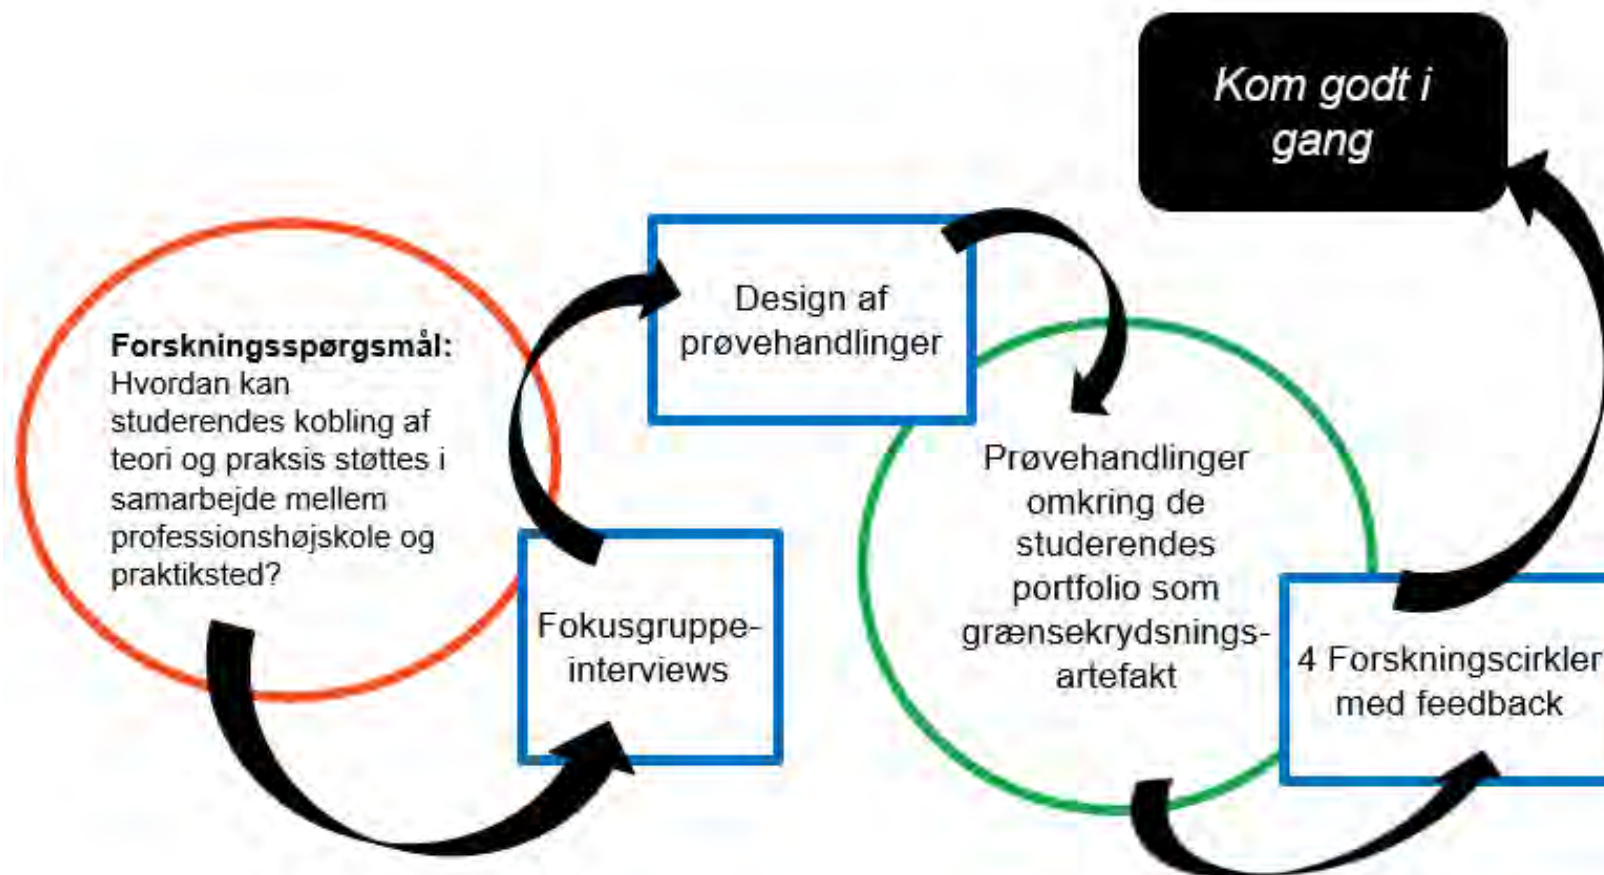 Kom godt i
gang
Design af
prøvehandlinger
Forskningsspørgsmål:
Hvordan kan
studerendes kobling af
teori og praksis støttes i
samarbejde mellem
professionshøjskole og
praktiksted?
Fokusgruppe-
interviews
Prøvehandlinger
omkring de
studerendes
portfolio som
grænsekrydsnings-
artefakt
4 Forskningscirkler
med feedback